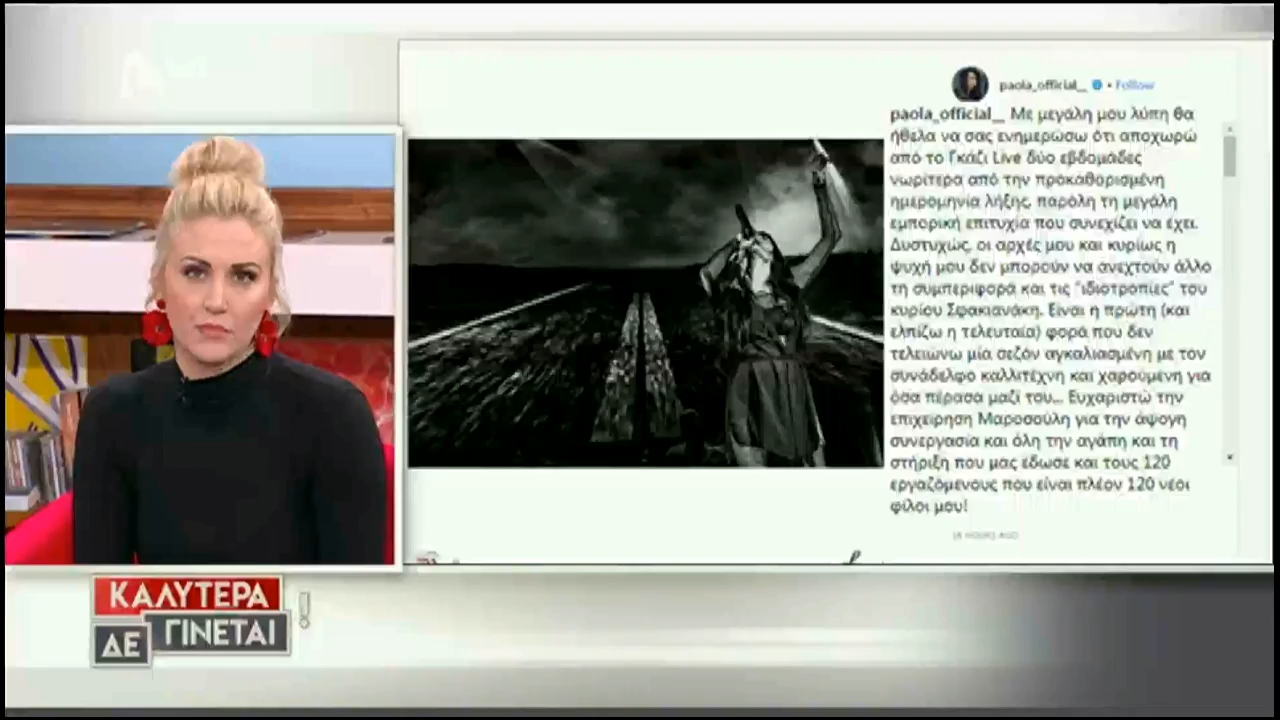 paola_official__ • Follow
paola_official__ Με μεγάλη μου λύπη θα
ήθελα να σας ενημερώσω ότι αποχωρώ
από το Γκάζι Live δύο εβδομάδες
νωρίτερα από την προκαθορισμένη
ημερομηνία λήξης, παρόλη τη μεγάλη
εμπορική επιτυχία που συνεχίζει να έχει.
Δυστυχώς, οι αρχές μου και κυρίως η
ψυχή μου δεν μπορούν να ανεχτούν άλλο
τη συμπεριφορά και τις "ιδιοτροπίες" του
κυρίου Σφακιανάκη. Είναι η πρώτη (και
ελπίζω η τελευταία) φορά που δεν
τελειώνω μία σεζόν αγκαλιασμένη με τον
συνάδελφο καλλιτέχνη και χαρούμενη για
όσα πέρασα μαζί του... Ευχαριστώ την
επιχείρηση Μαροσούλη για την άψογη
συνεργασία και όλη την αγάπη και τη
στήριξη που μας έδωσε και τους 120
εργαζόμενους που είναι πλέον 120 νέοι
φίλοι μου!
18 HOURS AGO
ΚΑΛΥΤΕΡΑ
ΔΕ ΓΙΝΕΤΑΙ !